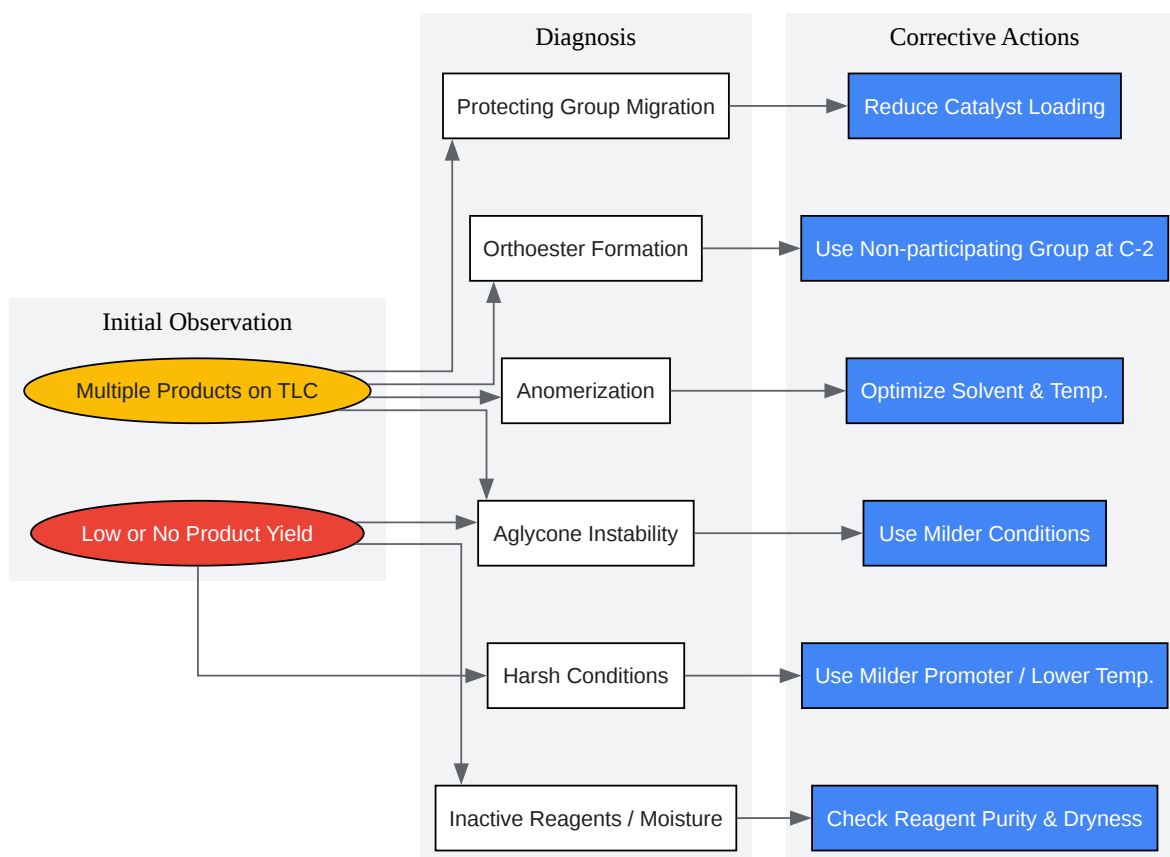 Diagnosis
Corrective Actions
Protecting Group Migration
Reduce Catalyst Loading
Orthoester Formation
Use Non-participating Group at C-2
Initial Observation
Multiple Products on TLC
Anomerization
Optimize Solvent & Temp.
Low or No Product Yield
Aglycone Instability
Use Milder Conditions
Harsh Conditions
Use Milder Promoter / Lower Temp.
Inactive Reagents / Moisture
Check Reagent Purity & Dryness